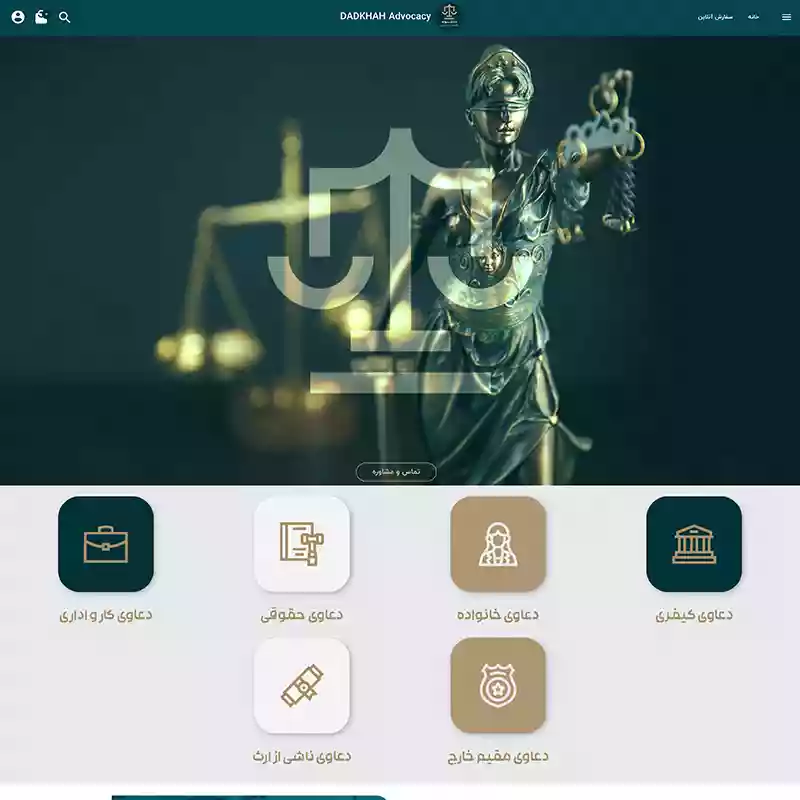 خانه
سفارش آنلاین
DADKHAH Advocacy
تماس و مشاوره
دعاوی کیفری
دعاوی خانواده
دعاوی حقوقی
دعاوی کار و اداری
دعاوی مقیم خارج
دعاوی ناشی از ارث